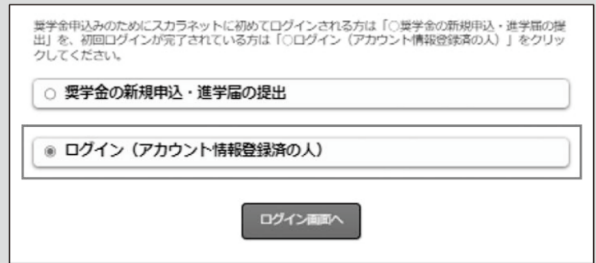 奨学金申込みのためにスカラネットに初めてログインされる方は「○奨学金の新規申込・進学届の提
出」を、初回ログインが完了されている方は「○ログイン（アカウント情報登録済の人）」をクリッ
クしてください。
奨学金の新規申込・進学届の提出
ログイン（アカウント情報登録済の人）
ログイン画面へ